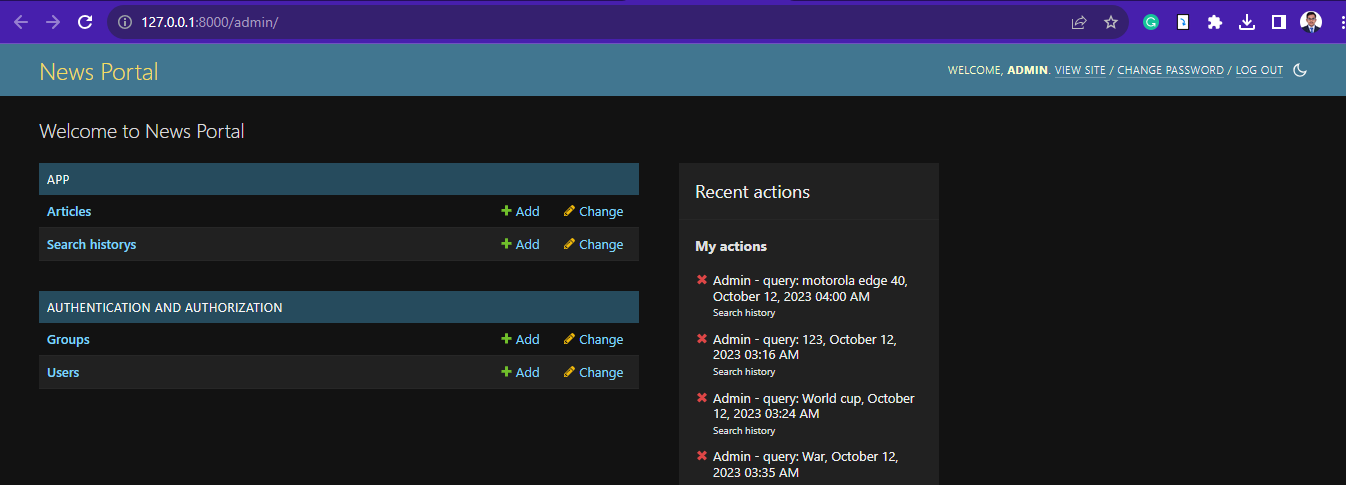 127.0.0.1:8000/admin/
News Portal
WELCOME, ADMIN. VIEW SITE / CHANGE PASSWORD / LOG OUT
Welcome to News Portal
APP
Articles Add Change
Search historys Add Change
AUTHENTICATION AND AUTHORIZATION
Groups Add Change
Users Add Change
Recent actions
My actions
Admin - query: motorola edge 40,
October 12, 2023 04:00 AM
Search history
Admin - query: 123, October 12,
2023 03:16 AM
Search history
Admin - query: World cup, October
12, 2023 03:24 AM
Search history
Admin - query: War, October 12,
2023 03:35 AM